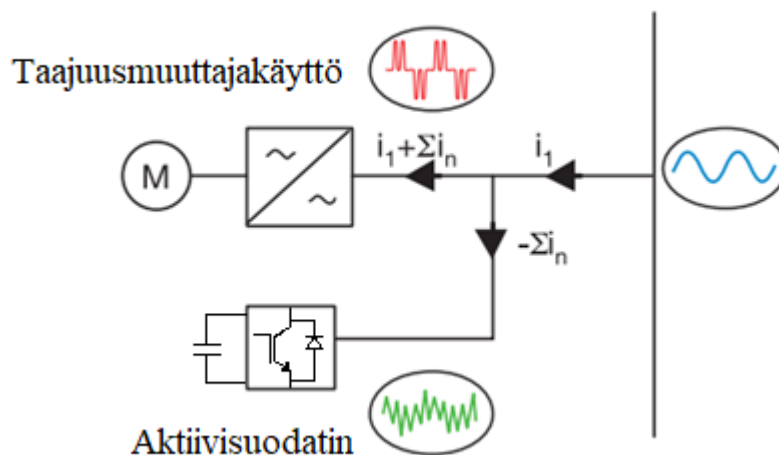 Taajuusmuuttajakäyttö
i₁+Σiₙ
i₁
M
-Σiₙ
Aktiivisuodatin